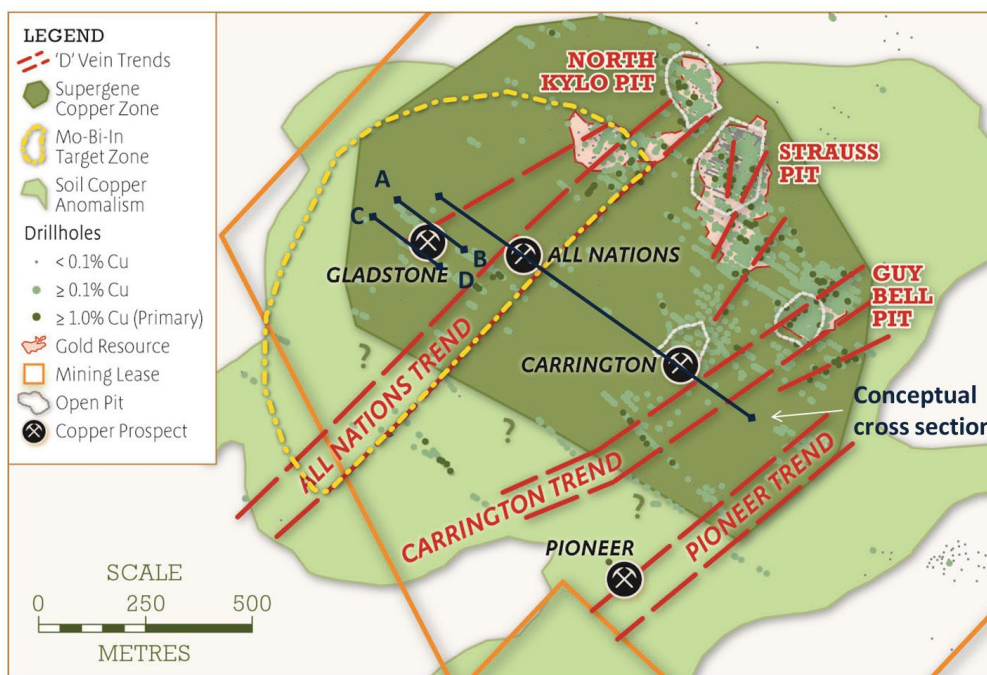 LEGEND
'D' Vein Trends
Supergene
Copper Zone
Mo-Bi-In
Target Zone
Soil Copper
Anomalism
Drillholes
< 0.1% Cu
≥ 0.1% Cu
≥ 1.0% Cu (Primary)
Gold Resource
Mining Lease
Open Pit
Copper Prospect
NORTH
KYLO PIT
STRAUSS
PIT
A
C
B
D
GLADSTONE
ALL NATIONS
GUY
BELL
PIT
CARRINGTON
Conceptual
cross section
?
?
?
ALL NATIONS TREND
CARRINGTON TREND
PIONEER TREND
PIONEER
SCALE
0 250 500
METRES